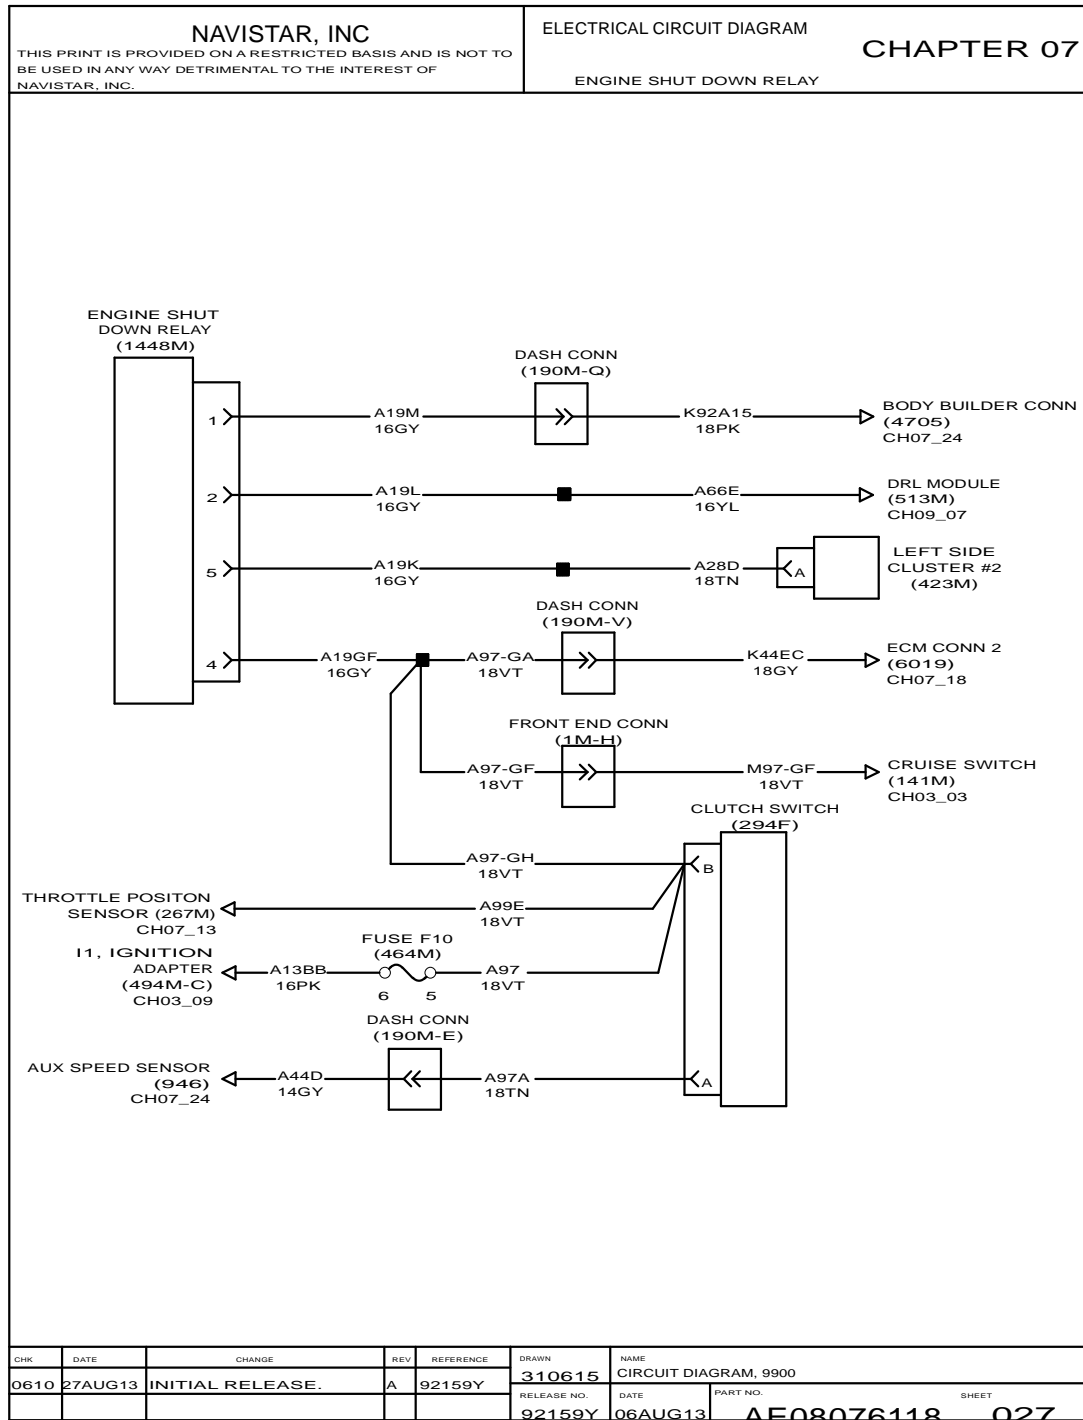 NAVISTAR, INC
THIS PRINT IS PROVIDED ON A RESTRICTED BASIS AND IS NOT TO
BE USED IN ANY WAY DETRIMENTAL TO THE INTEREST OF
NAVISTAR, INC.
ELECTRICAL CIRCUIT DIAGRAM
CHAPTER 07
ENGINE SHUT DOWN RELAY
ENGINE SHUT
DOWN RELAY
(1448M)
DASH CONN
(190M-Q)
1
A19M
16GY
K92A15
18PK
BODY BUILDER CONN
(4705)
CH07_24
2
A19L
16GY
A66E
16YL
DRL MODULE
(513M)
CH09_07
5
A19K
16GY
A28D
18TN
A
LEFT SIDE
CLUSTER #2
(423M)
DASH CONN
(190M-V)
4
A19GF
16GY
A97-GA
18VT
K44EC
18GY
ECM CONN 2
(6019)
CH07_18
FRONT END CONN
(1M-H)
A97-GF
18VT
M97-GF
18VT
CRUISE SWITCH
(141M)
CH03_03
CLUTCH SWITCH
(294F)
A97-GH
18VT
B
THROTTLE POSITON
SENSOR (267M)
CH07_13
A99E
18VT
I1, IGNITION
ADAPTER
(494M-C)
CH03_09
A13BB
16PK
FUSE F10
(464M)
6 5
A97
18VT
DASH CONN
(190M-E)
AUX SPEED SENSOR
(946)
CH07_24
A44D
14GY
A97A
18TN
A
CHK DATE CHANGE REV REFERENCE DRAWN NAME
0610 27AUG13 INITIAL RELEASE. A 92159Y 310615 CIRCUIT DIAGRAM, 9900
RELEASE NO. DATE PART NO. SHEET
92159Y 06AUG13 AE08076118 027